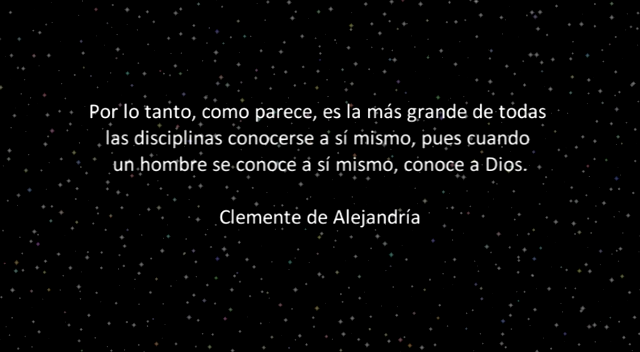 Por lo tanto, como parece, es la más grande de todas
las disciplinas conocerse a sí mismo, pues cuando
un hombre se conoce a sí mismo, conoce a Dios.
Clemente de Alejandría